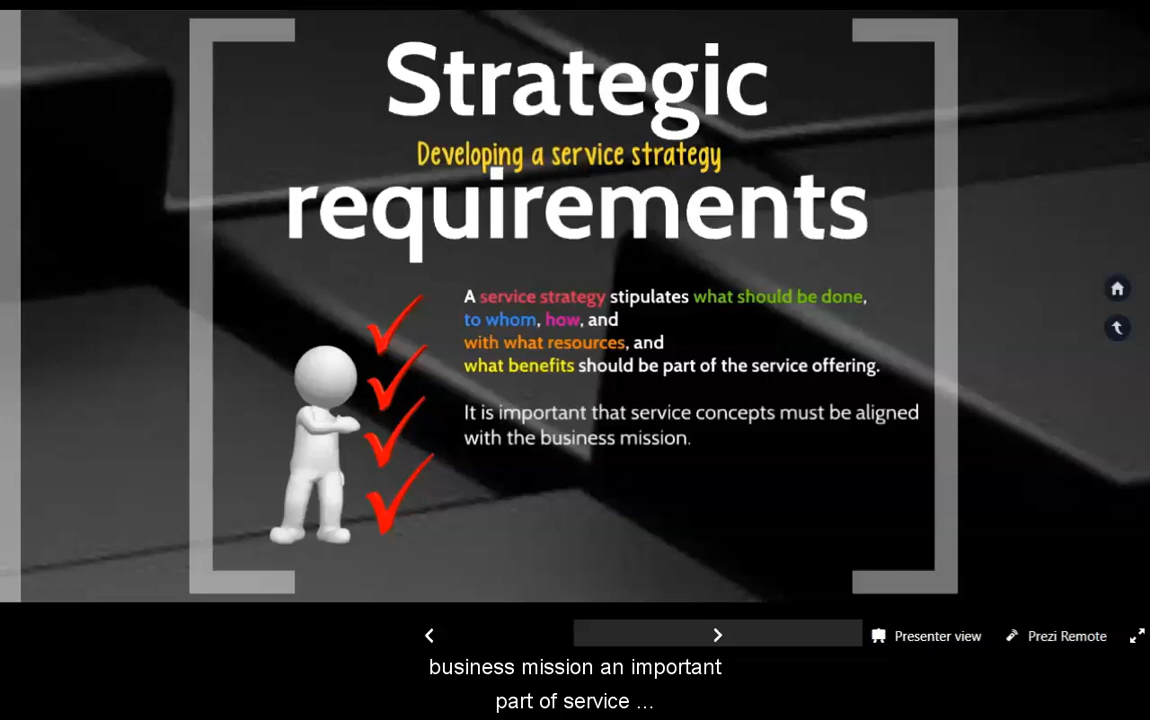 Strategic
Developing a service strategy
requirements
A service strategy stipulates what should be done,
to whom, how, and
with what resources, and
what benefits should be part of the service offering.
It is important that service concepts must be aligned
with the business mission.
Presenter view
Prezi Remote
business mission an important
part of service ...